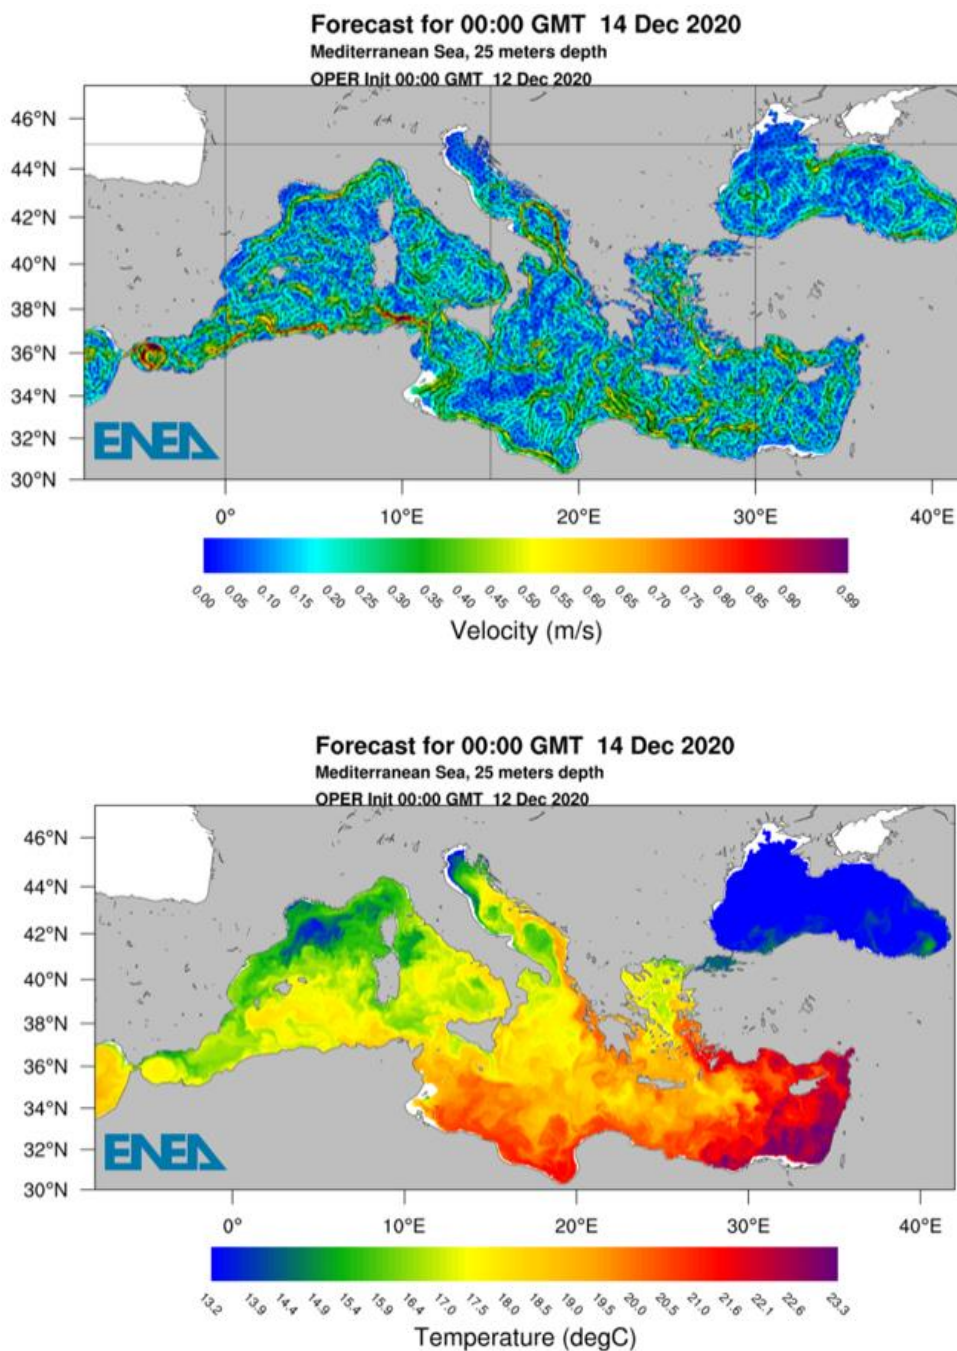 Forecast for 00:00 GMT  14 Dec 2020
Mediterranean Sea, 25 meters depth
OPER Init 00:00 GMT  12 Dec 2020
46°N
44°N
42°N
40°N
38°N
36°N
34°N
32°N
30°N
ENEA
0° 10°E 20°E 30°E 40°E
0.00 0.05 0.10 0.15 0.20 0.25 0.30 0.35 0.40 0.45 0.50 0.55 0.60 0.65 0.70 0.75 0.80 0.85 0.90 0.99
Velocity (m/s)
Forecast for 00:00 GMT  14 Dec 2020
Mediterranean Sea, 25 meters depth
OPER Init 00:00 GMT  12 Dec 2020
46°N
44°N
42°N
40°N
38°N
36°N
34°N
32°N
30°N
ENEA
0° 10°E 20°E 30°E 40°E
13.2 13.9 14.4 14.9 15.4 15.9 16.4 17.0 17.5 18.0 18.5 19.0 19.5 20.0 20.5 21.0 21.6 22.1 22.6 23.3
Temperature (degC)